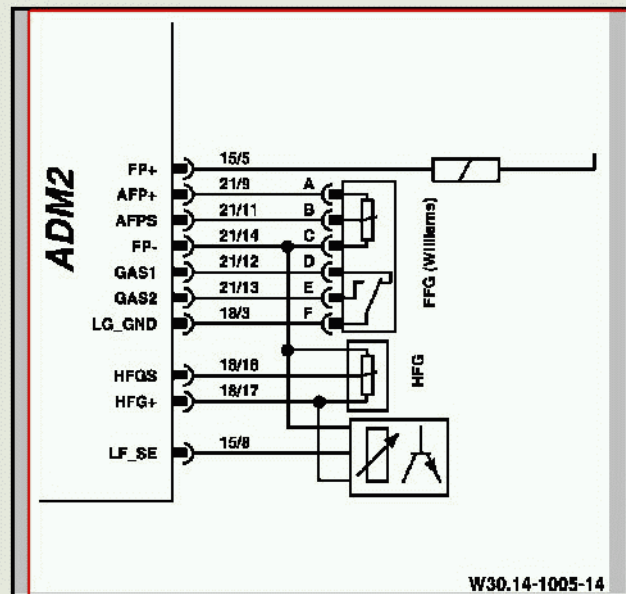 ADM2
FP+ 15/5
AFP+ 21/9 A
AFPS 21/11 B
FP- 21/14 C
GAS1 21/12 D
GAS2 21/13 E
LG_GND 18/3 F
FFG (Williams)
HFGS 18/18
HFG+ 18/17
HFG
LF_SE 15/8
W30.14-1005-14